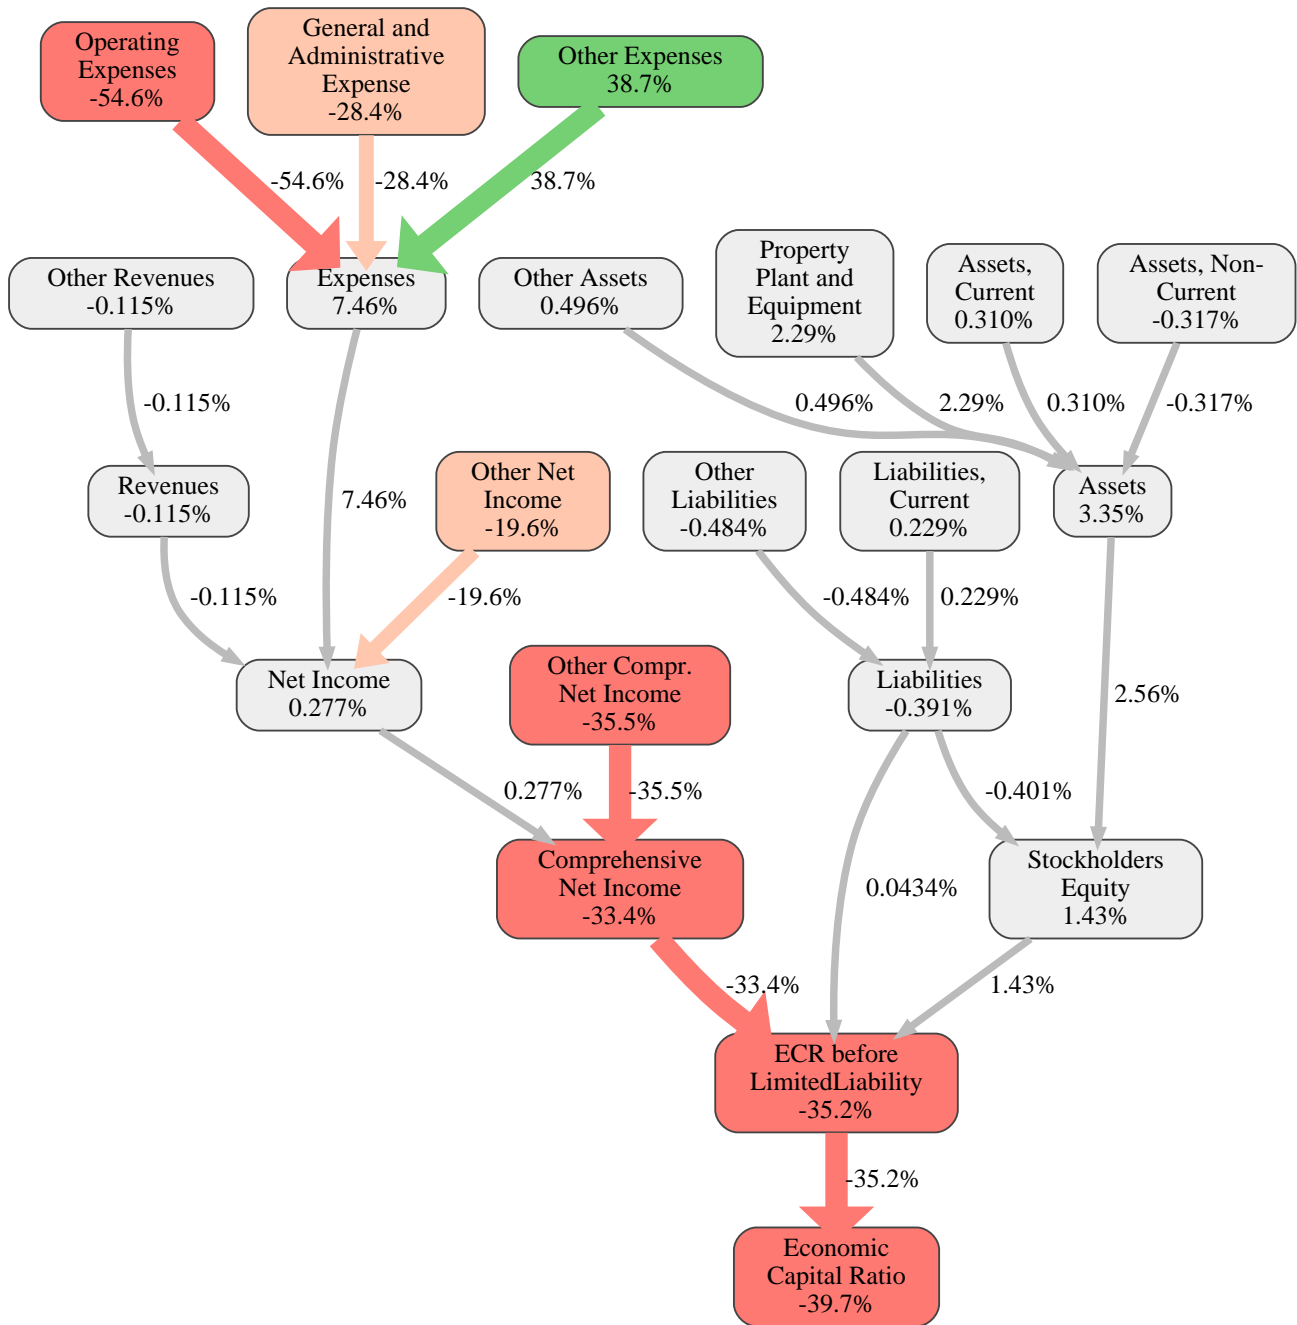 Operating
Expenses
-54.6%
General and
Administrative
Expense
-28.4%
Other Expenses
38.7%
-54.6%
-28.4%
38.7%
Other Revenues
-0.115%
Expenses
7.46%
Other Assets
0.496%
Property
Plant and
Equipment
2.29%
Assets,
Current
0.310%
Assets, Non-
Current
-0.317%
-0.115%
0.496%
2.29%
0.310%
-0.317%
Revenues
-0.115%
7.46%
Other Net
Income
-19.6%
Other
Liabilities
-0.484%
Liabilities,
Current
0.229%
Assets
3.35%
-0.115%
-19.6%
-0.484%
0.229%
Net Income
0.277%
Other Compr.
Net Income
-35.5%
Liabilities
-0.391%
2.56%
0.277%
-35.5%
-0.401%
Comprehensive
Net Income
-33.4%
0.0434%
Stockholders
Equity
1.43%
-33.4%
1.43%
ECR before
LimitedLiability
-35.2%
-35.2%
Economic
Capital Ratio
-39.7%